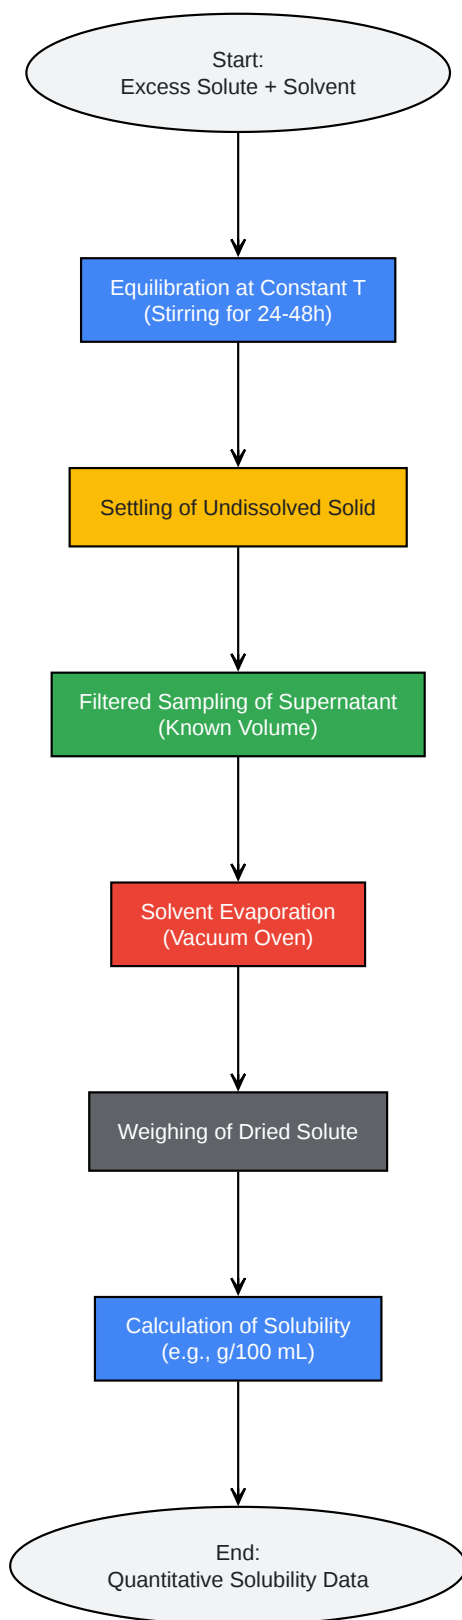 Start:
Excess Solute + Solvent
Equilibration at Constant T
(Stirring for 24-48h)
Settling of Undissolved Solid
Filtered Sampling of Supernatant
(Known Volume)
Solvent Evaporation
(Vacuum Oven)
Weighing of Dried Solute
Calculation of Solubility
(e.g., g/100 mL)
End:
Quantitative Solubility Data